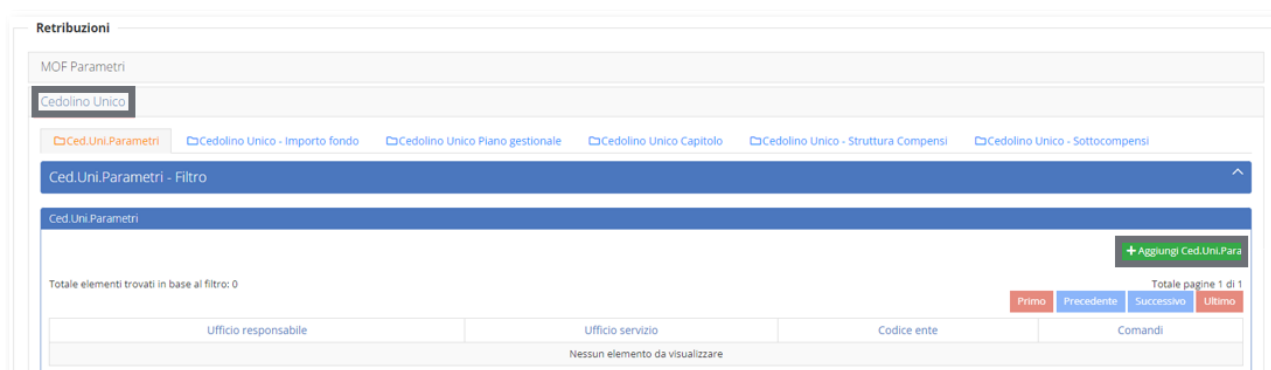 Retribuzioni
MOF Parametri
Cedolino Unico
Ced.Uni.Parametri Cedolino Unico - Importo fondo Cedolino Unico Piano gestionale Cedolino Unico Capitolo Cedolino Unico - Struttura Compensi Cedolino Unico - Sottocompensi
Ced.Uni.Parametri - Filtro
Ced.Uni.Parametri
+ Aggiungi Ced.Uni.Para
Totale elementi trovati in base al filtro: 0 Totale pagine 1 di 1
Primo Precedente Successivo Ultimo
Ufficio responsabile Ufficio servizio Codice ente Comandi
Nessun elemento da visualizzare